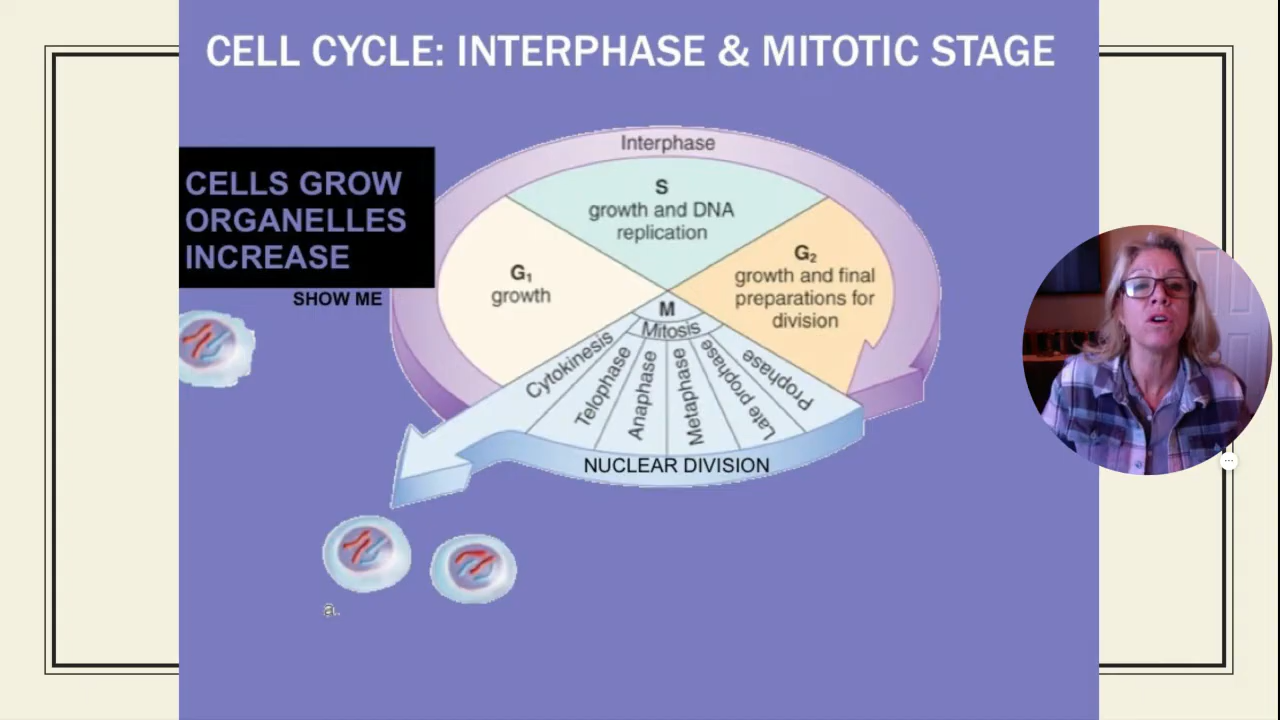 CELL CYCLE: INTERPHASE & MITOTIC STAGE
CELLS GROW
ORGANELLES
INCREASE
SHOW ME
Interphase
S
growth and DNA
replication
G₁
growth
G₂
growth and final
preparations for
division
M
Mitosis
Cytokinesis
Telophase
Anaphase
Metaphase
Late prophase
Prophase
NUCLEAR DIVISION
a.